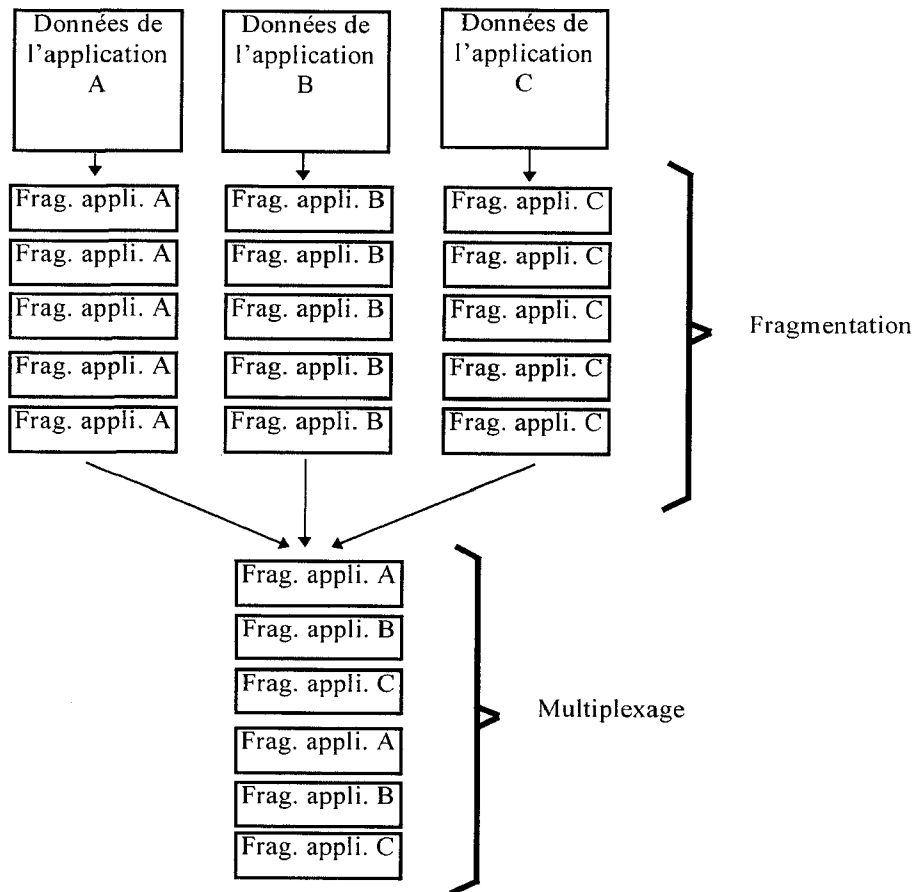 Données de
l'application
A
Données de
l'application
B
Données de
l'application
C
Frag. appli. A
Frag. appli. B
Frag. appli. C
Frag. appli. A
Frag. appli. B
Frag. appli. C
Frag. appli. A
Frag. appli. B
Frag. appli. C
Frag. appli. A
Frag. appli. B
Frag. appli. C
Frag. appli. A
Frag. appli. B
Frag. appli. C
Fragmentation
Frag. appli. A
Frag. appli. B
Frag. appli. C
Frag. appli. A
Frag. appli. B
Frag. appli. C
Multiplexage